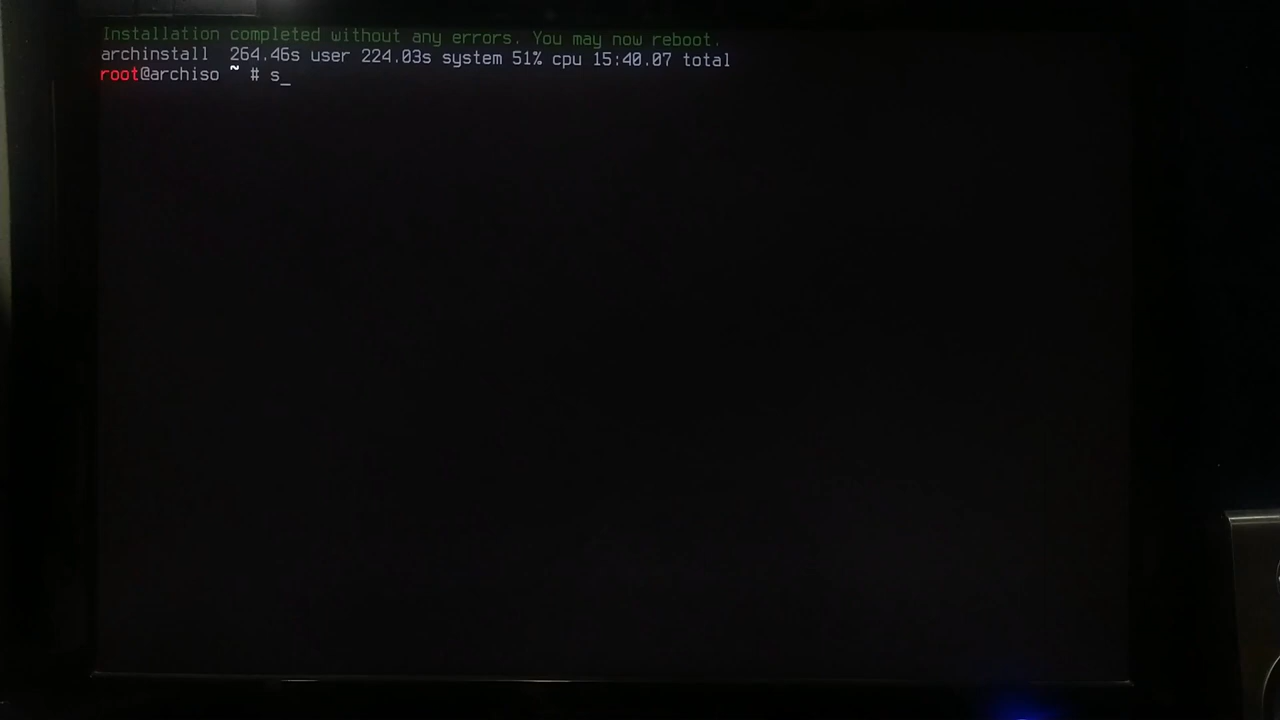 Installation completed without any errors. You may now reboot.
archinstall  264.46s user 224.03s system 51% cpu 15:40.07 total
root@archiso ~ # s_